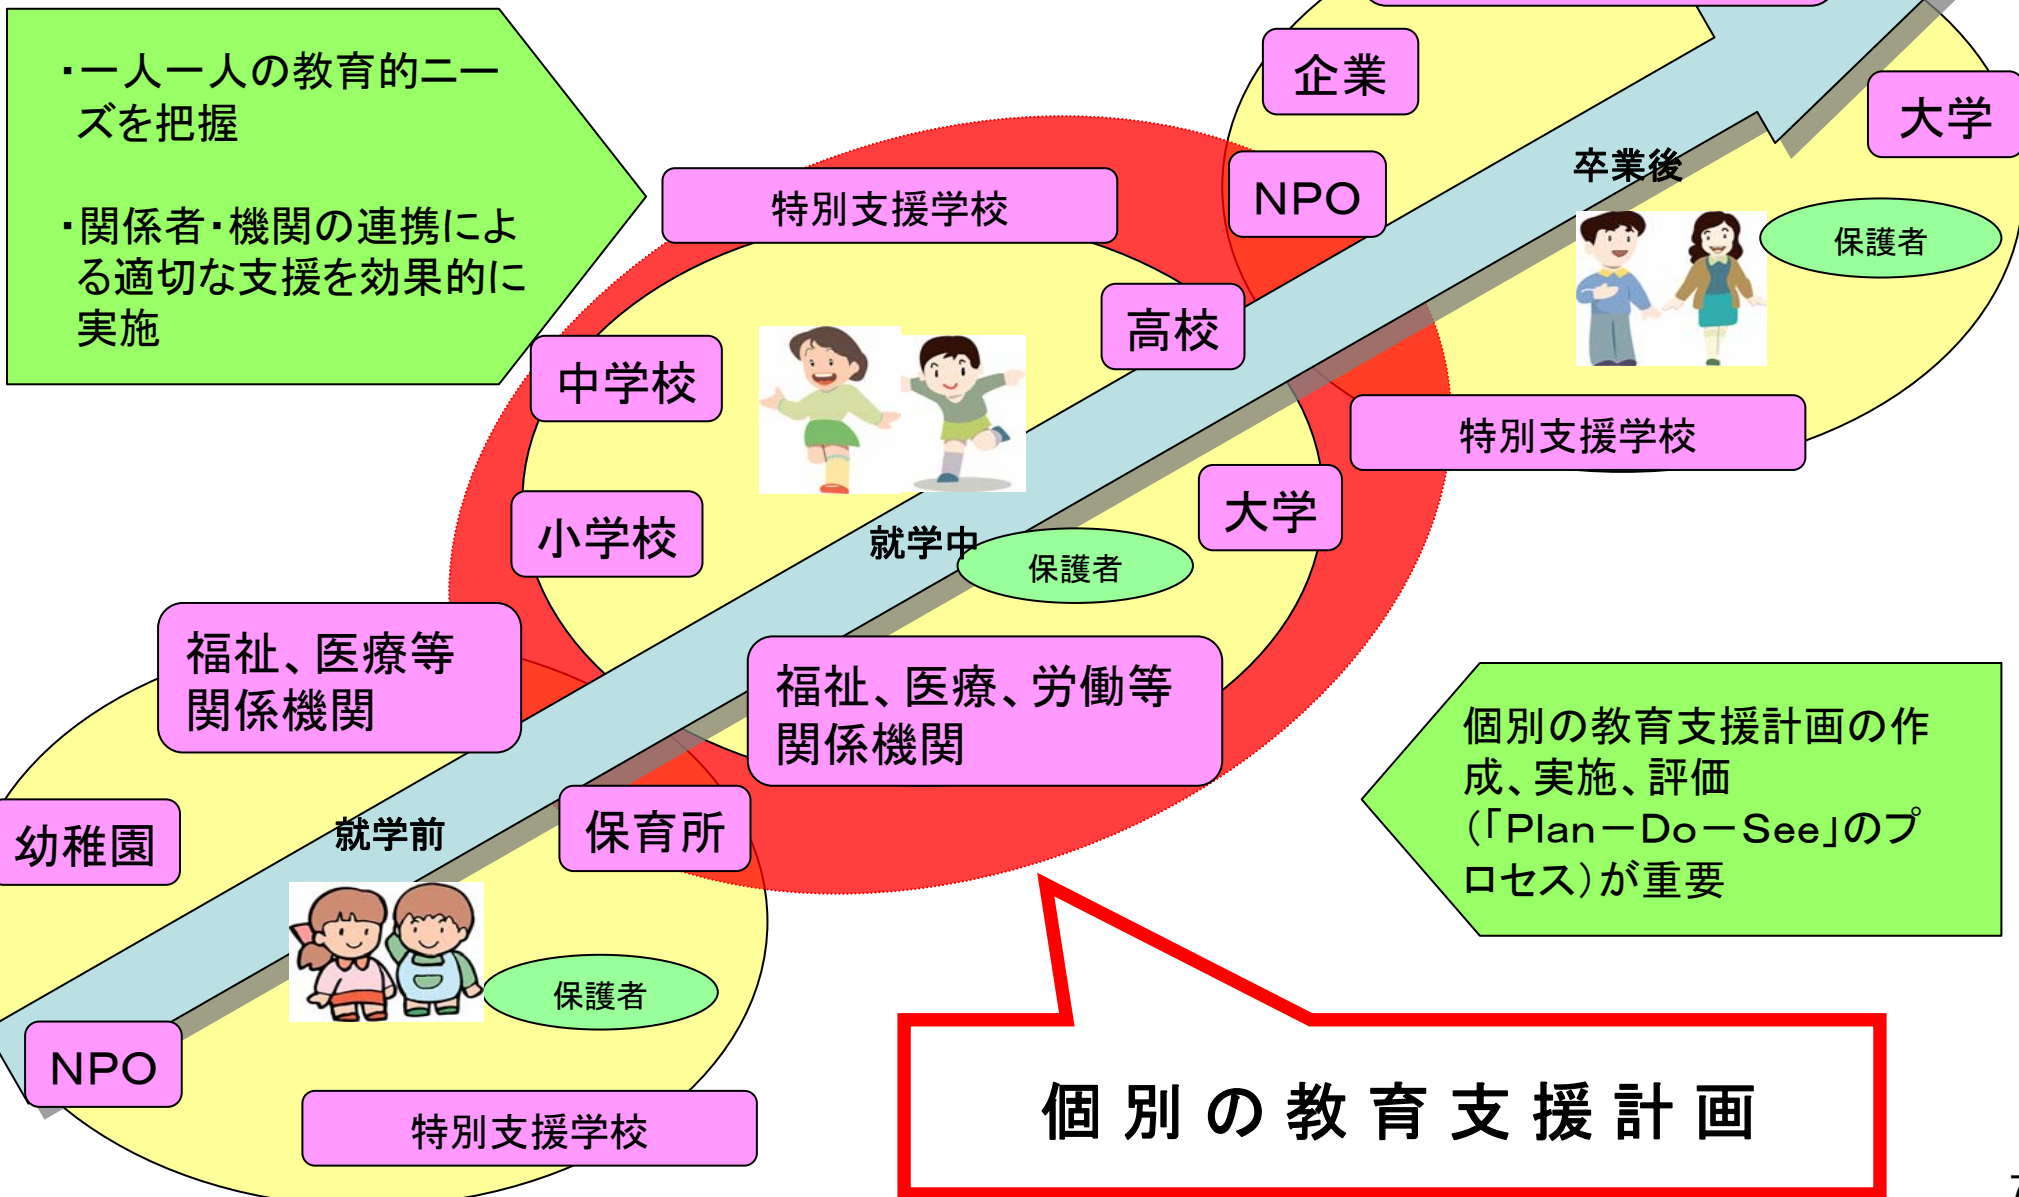 ・一人一人の教育的ニー
ズを把握
・関係者・機関の連携によ
る適切な支援を効果的に
実施
企業
大学
NPO
卒業後
保護者
特別支援学校
特別支援学校
高校
中学校
小学校
大学
就学中
保護者
福祉、医療等
関係機関
福祉、医療、労働等
関係機関
個別の教育支援計画の作
成、実施、評価
(「Plan－Do－See」のプ
ロセス)が重要
幼稚園
就学前
保育所
保護者
NPO
特別支援学校
個別の教育支援計画